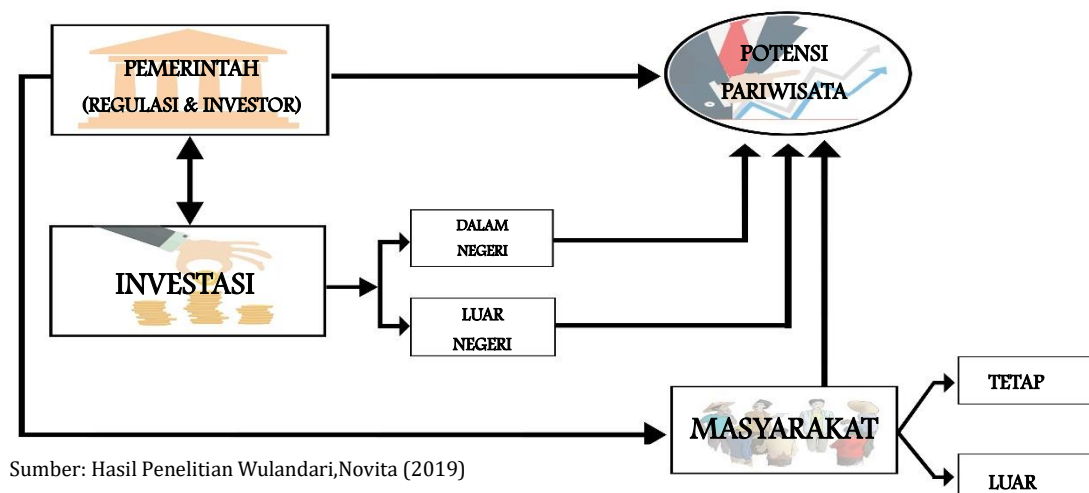 PEMERINTAH
(REGULASI & INVESTOR)
POTENSI
PARIWISATA
INVESTASI
DALAM
NEGERI
LUAR
NEGERI
MASYARAKAT
TETAP
LUAR
Sumber: Hasil Penelitian Wulandari,Novita (2019)